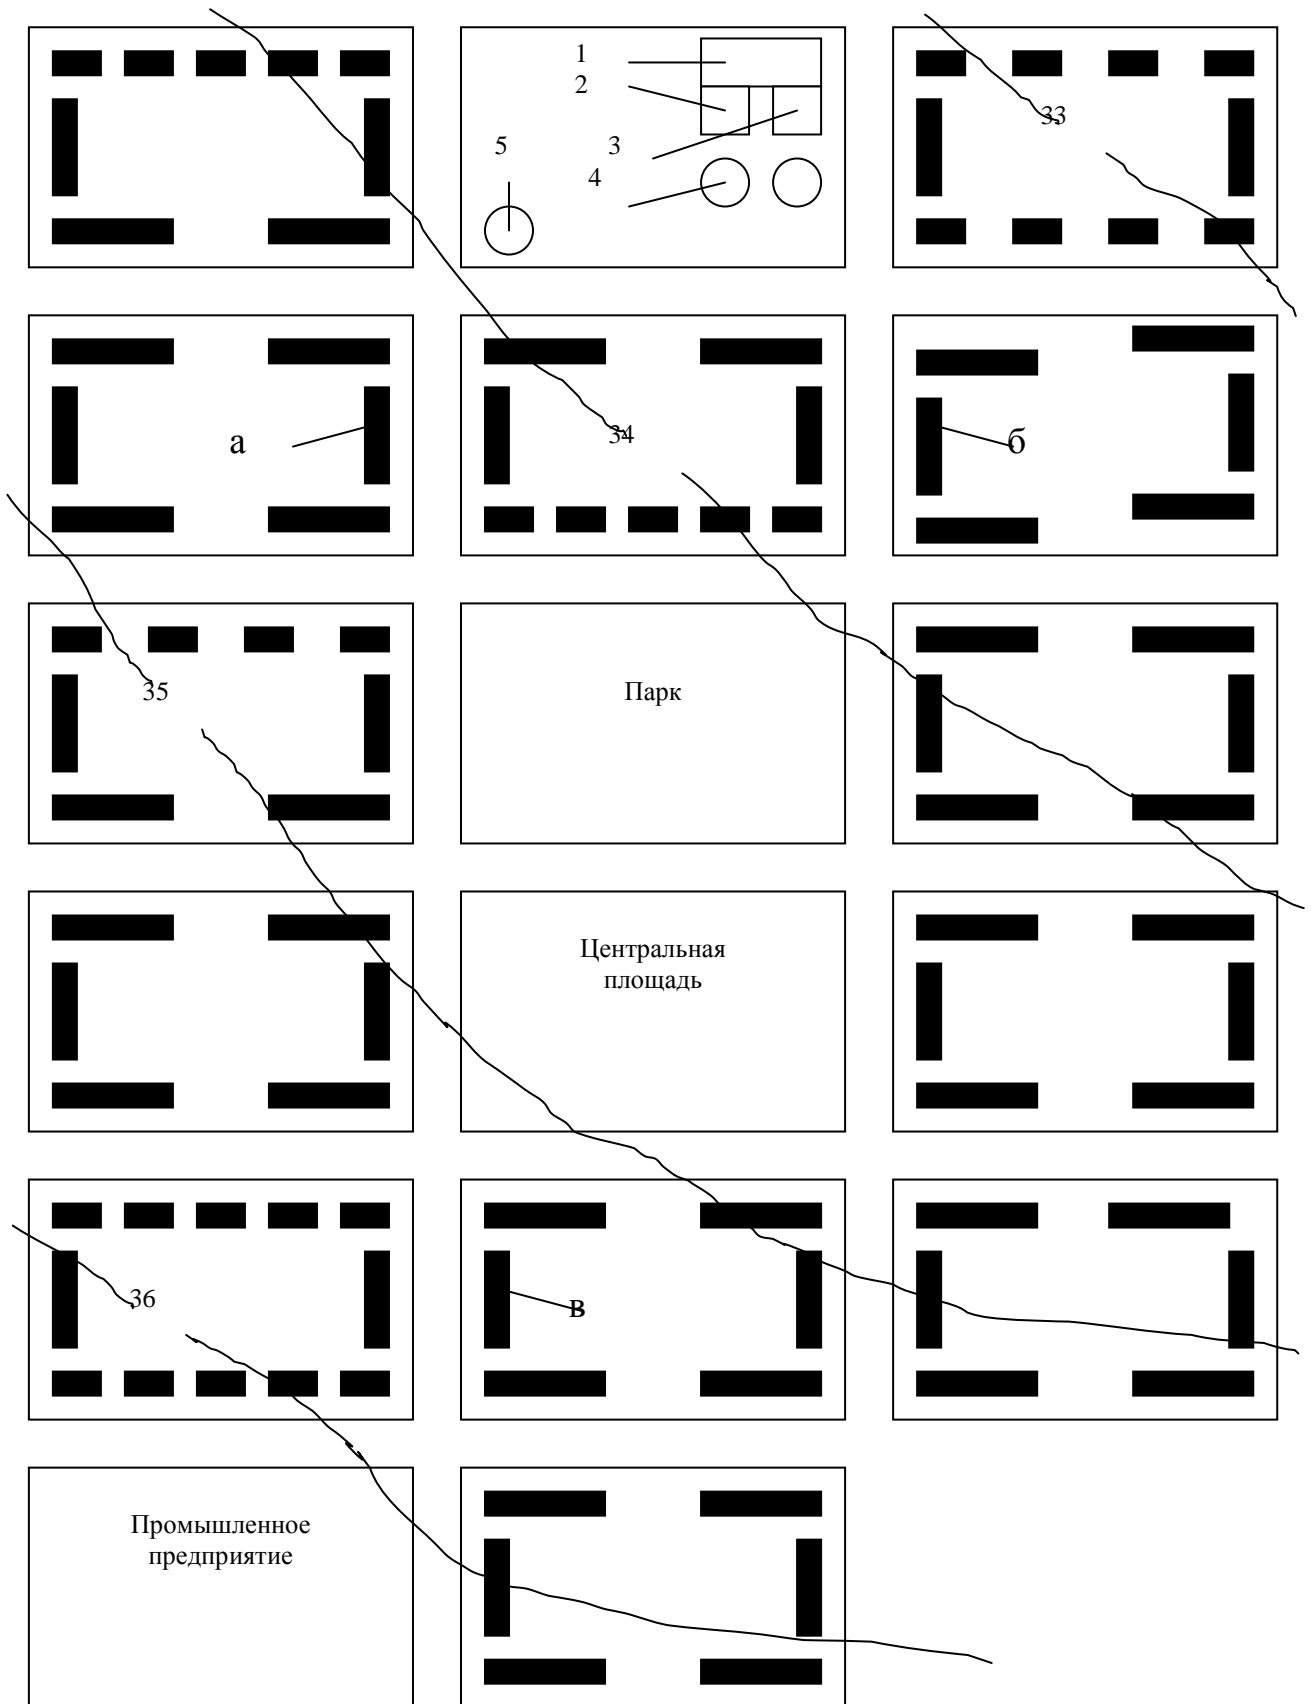 1
2
33
5
3
4
а
34
б
35
Парк
Центральная
площадь
36
в
Промышленное
предприятие